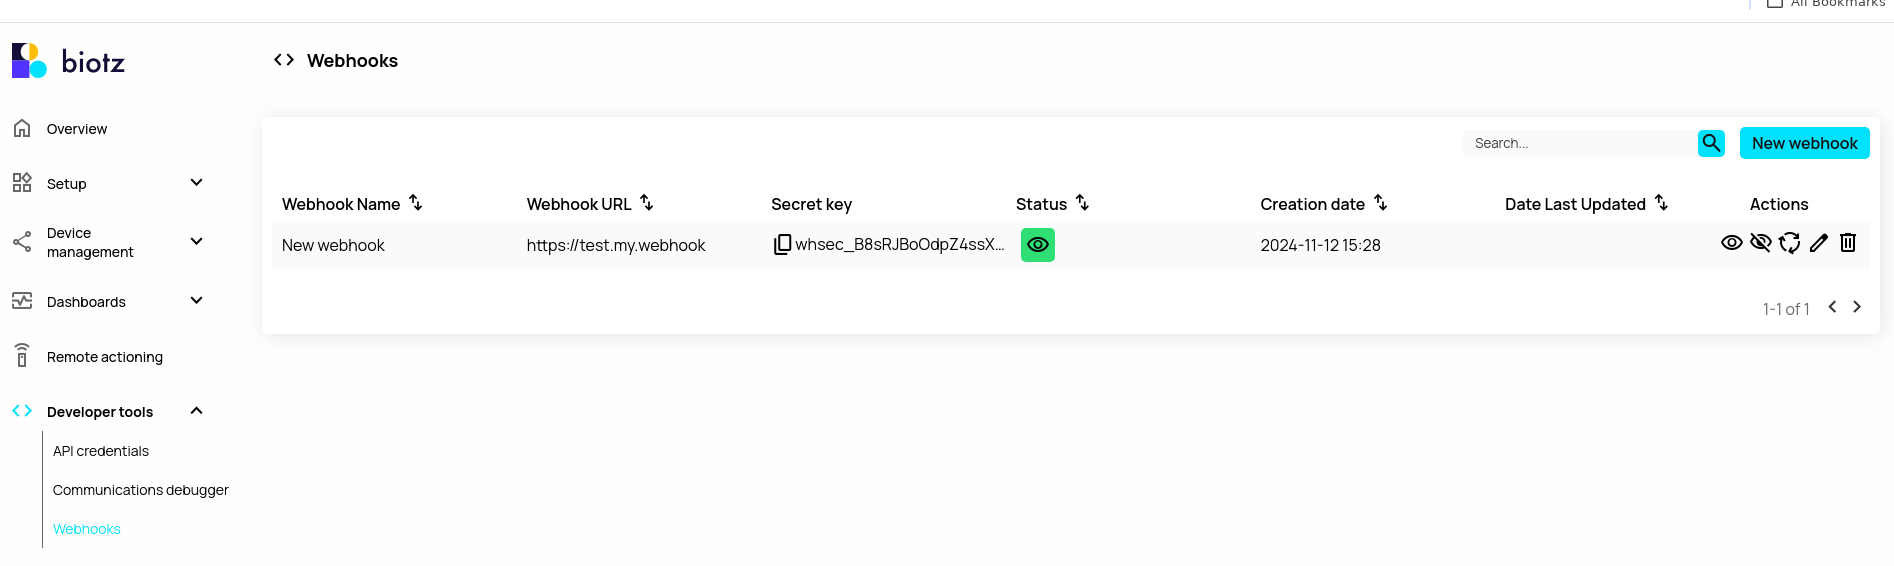 All Bookmarks
biotz
Webhooks
Overview
Setup
Device
management
Dashboards
Remote actioning
Developer tools
API credentials
Communications debugger
Webhooks
Search...
New webhook
Webhook Name Webhook URL Secret key Status Creation date Date Last Updated Actions
New webhook https://test.my.webhook whsec_B8sRJBoOdpZ4ssX... 2024-11-12 15:28
1-1 of 1